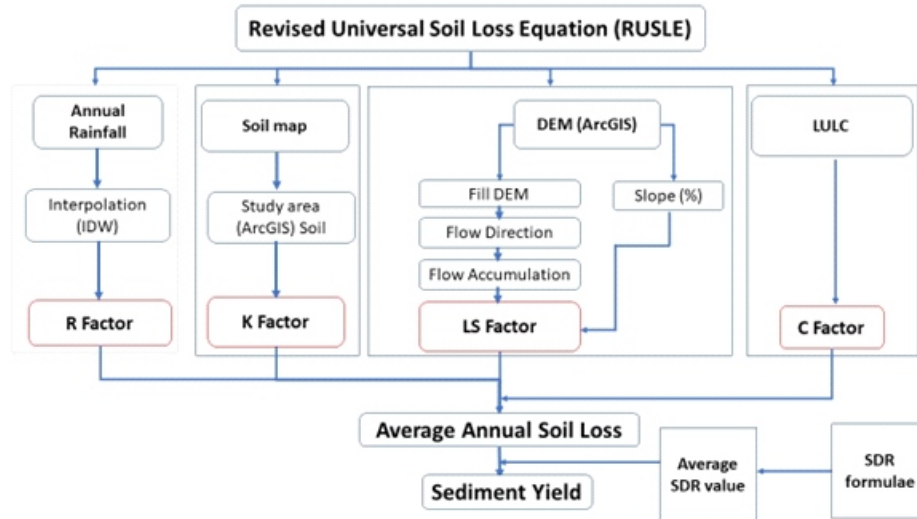 Revised Universal Soil Loss Equation (RUSLE)
Annual
Rainfall
Interpolation
(IDW)
R Factor
Soil map
Study area
(ArcGIS) Soil
K Factor
DEM (ArcGIS)
Fill DEM
Slope (%)
Flow Direction
Flow Accumulation
LS Factor
LULC
C Factor
Average Annual Soil Loss
Sediment Yield
Average
SDR value
SDR
formulae